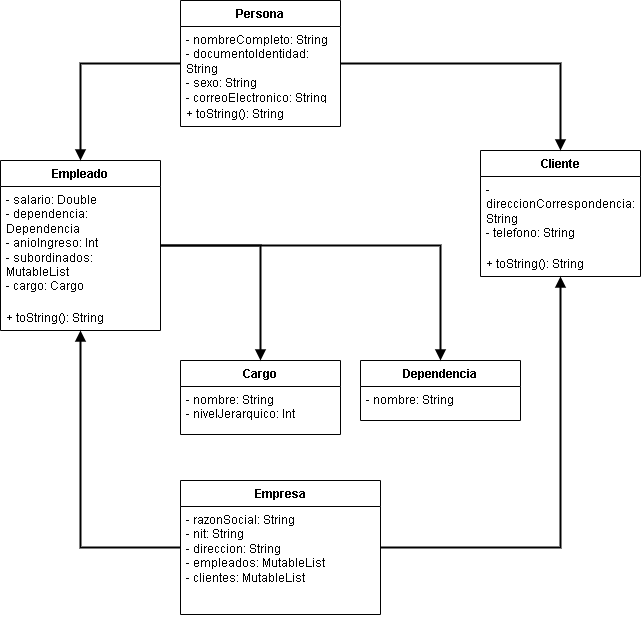 Persona
- nombreCompleto: String
- documentoIdentidad:
String
- sexo: String
- correoElectronico: String
+ toString(): String
Empleado
- salario: Double
- dependencia:
Dependencia
- anioIngreso: Int
- subordinados:
MutableList
- cargo: Cargo
+ toString(): String
Cliente
-
direccionCorrespondencia:
String
- telefono: String
+ toString(): String
Cargo
- nombre: String
- nivelJerarquico: Int
Dependencia
- nombre: String
Empresa
- razonSocial: String
- nit: String
- direccion: String
- empleados: MutableList
- clientes: MutableList